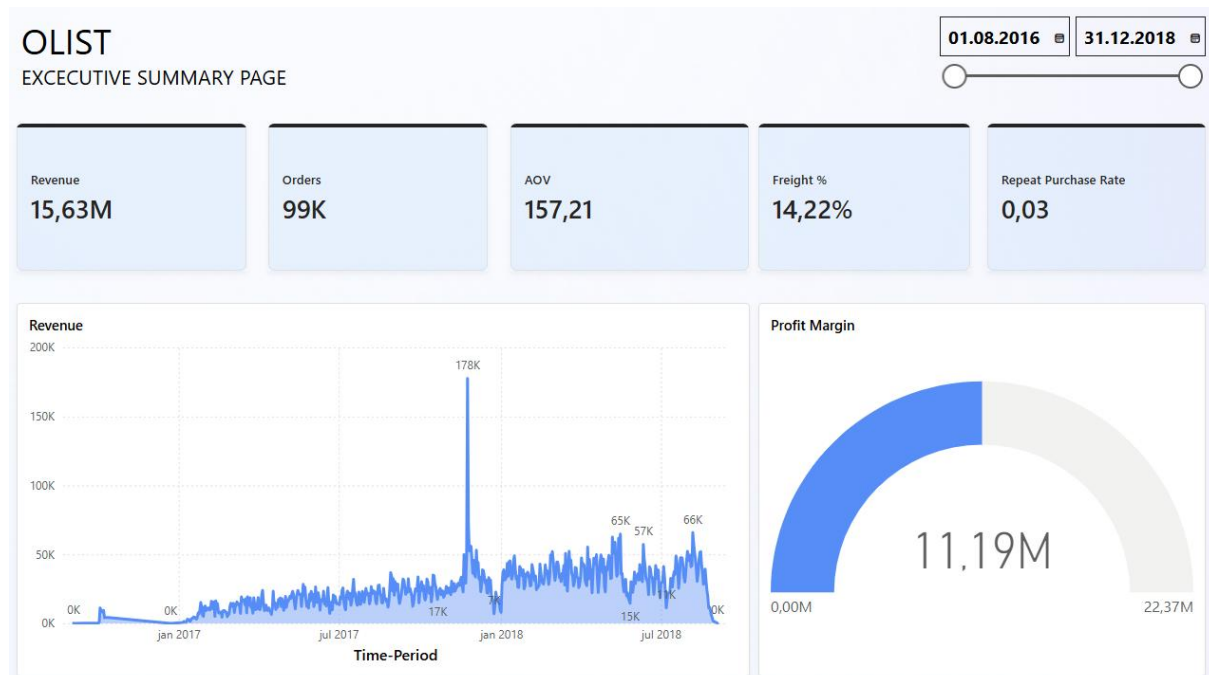 OLIST
EXCECUTIVE SUMMARY PAGE
01.08.2016
31.12.2018
Revenue
15,63M
Orders
99K
AOV
157,21
Freight %
14,22%
Repeat Purchase Rate
0,03
Revenue
200K
150K
100K
50K
0K
0K
0K
17K
178K
7K
65K
15K
57K
11K
66K
0K
jan 2017
jul 2017
jan 2018
jul 2018
Time-Period
Profit Margin
11,19M
0,00M
22,37M